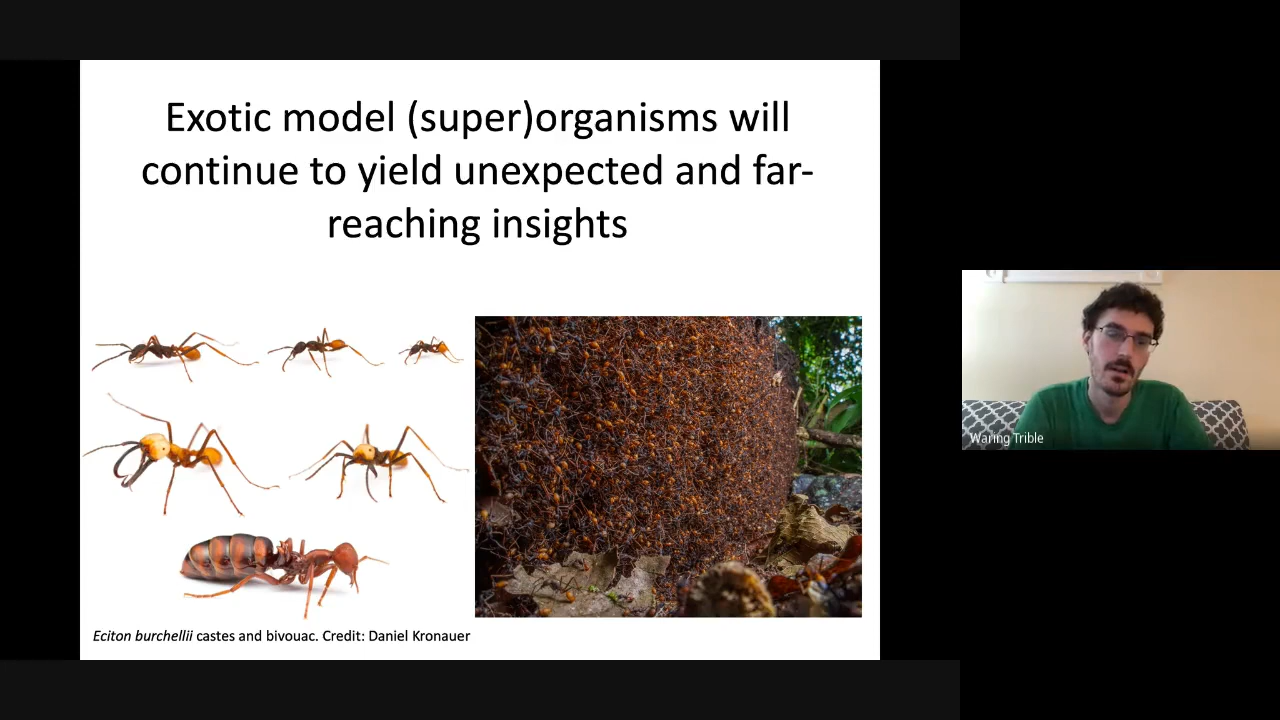 Exotic model (super)organisms will
continue to yield unexpected and far-
reaching insights
Eciton burchellii castes and bivouac. Credit: Daniel Kronauer
Waring Trible